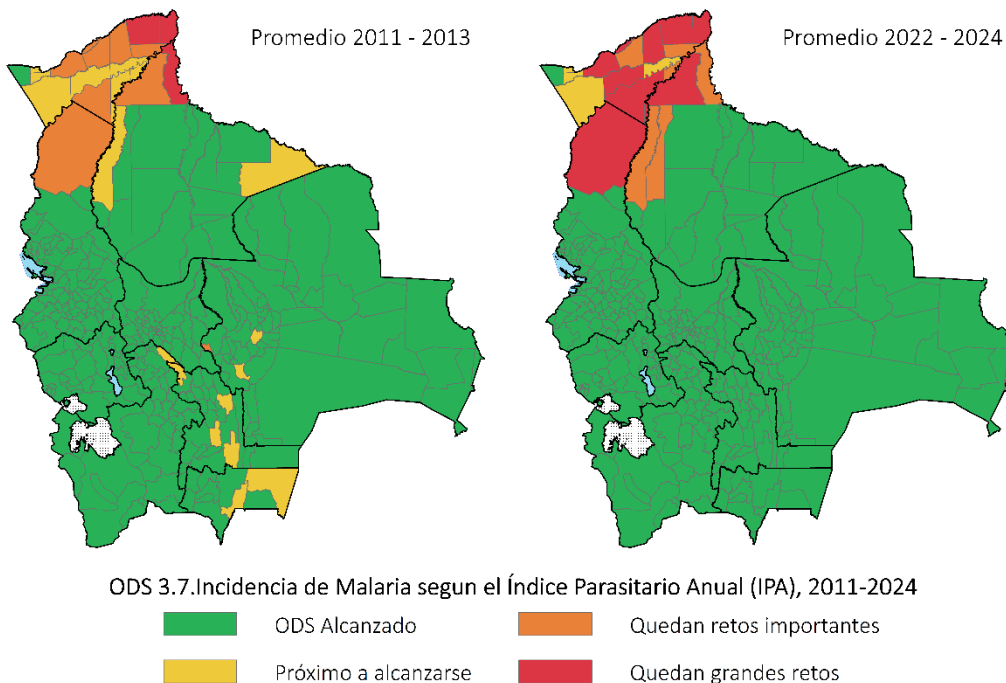 Promedio 2011 - 2013
Promedio 2022 - 2024
ODS 3.7.Incidencia de Malaria segun el Índice Parasitario Anual (IPA), 2011-2024
ODS Alcanzado
Quedan retos importantes
Próximo a alcanzarse
Quedan grandes retos